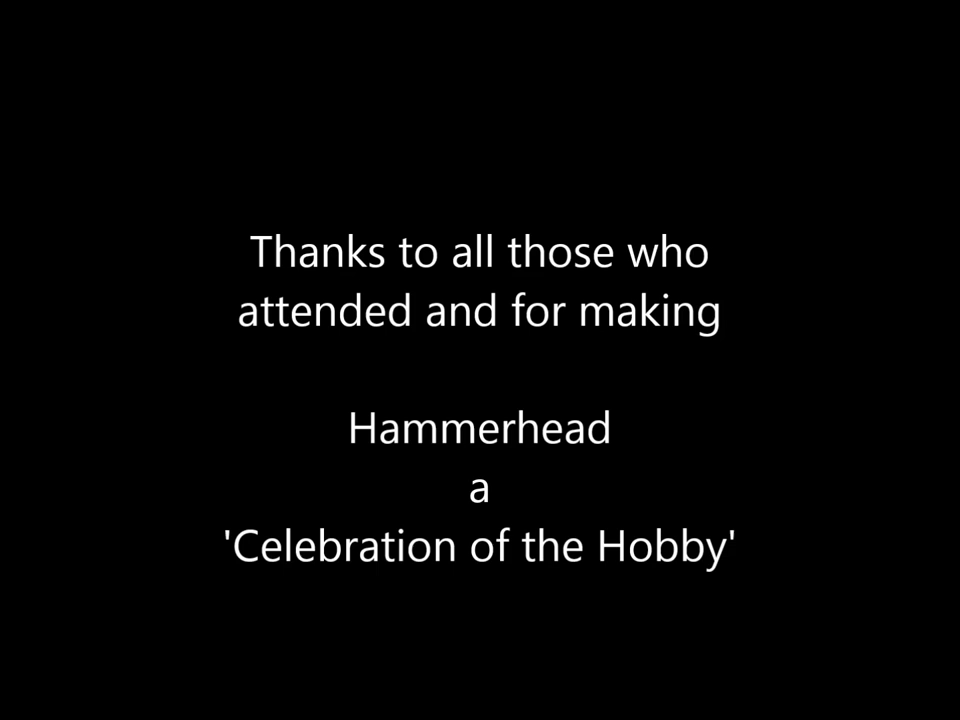 Thanks to all those who
attended and for making
Hammerhead
a
'Celebration of the Hobby'